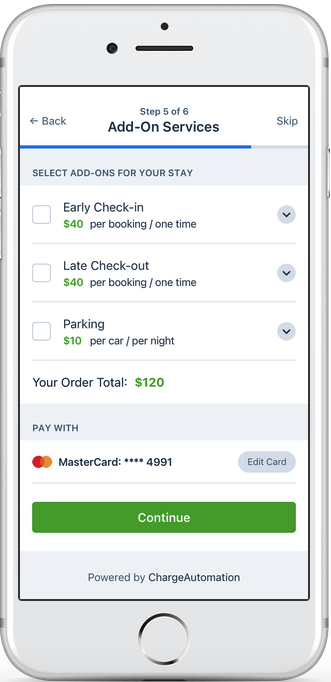 Step 5 of 6
← Back
Add-On Services
Skip
SELECT ADD-ONS FOR YOUR STAY
Early Check-in
$40 per booking / one time
Late Check-out
$40 per booking / one time
Parking
$10 per car / per night
Your Order Total: $120
PAY WITH
MasterCard: **** 4991
Edit Card
Continue
Powered by ChargeAutomation